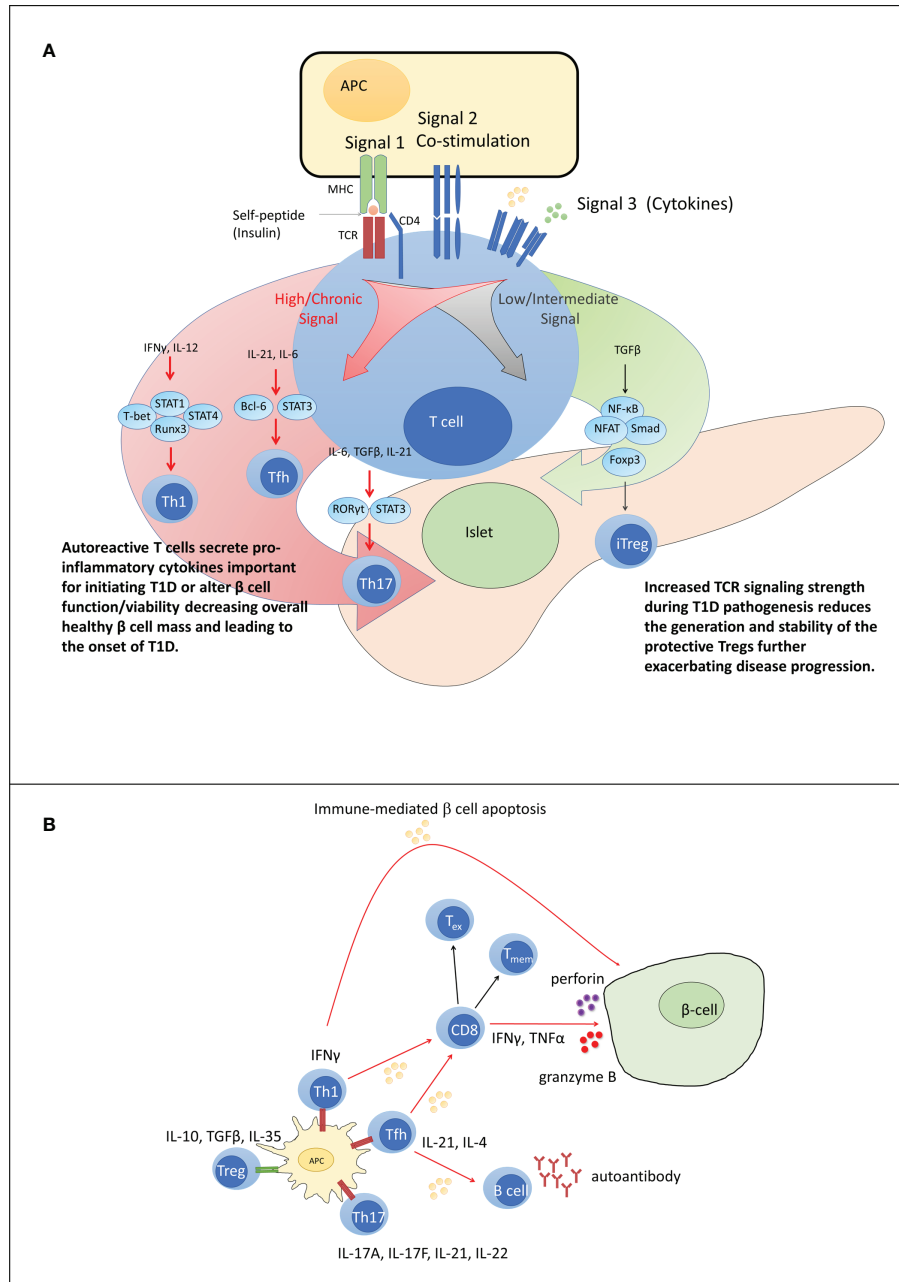 A
APC
Signal 1
Signal 2
Co-stimulation
MHC
Self-peptide
(Insulin)
TCR
CD4
Signal 3 (Cytokines)
High/Chronic
Signal
Low/Intermediate
Signal
IFNγ, IL-12
STAT1
T-bet
STAT4
Runx3
Th1
IL-21, IL-6
Bcl-6
STAT3
Tfh
T cell
IL-6, TGFβ, IL-21
RORγt
STAT3
Th17
Islet
TGFβ
NF-κB
NFAT
Smad
Foxp3
iTreg
Autoreactive T cells secrete pro-
inflammatory cytokines important
for initiating T1D or alter β cell
function/viability decreasing overall
healthy β cell mass and leading to
the onset of T1D.
Increased TCR signaling strength
during T1D pathogenesis reduces
the generation and stability of the
protective Tregs further
exacerbating disease progression.
B
Immune-mediated β cell apoptosis
Tex
Tmem
perforin
β-cell
CD8
IFNγ, TNFα
granzyme B
IFNγ
Th1
IL-10, TGFβ, IL-35
Tfh
IL-21, IL-4
APC
Treg
B cell
autoantibody
Th17
IL-17A, IL-17F, IL-21, IL-22